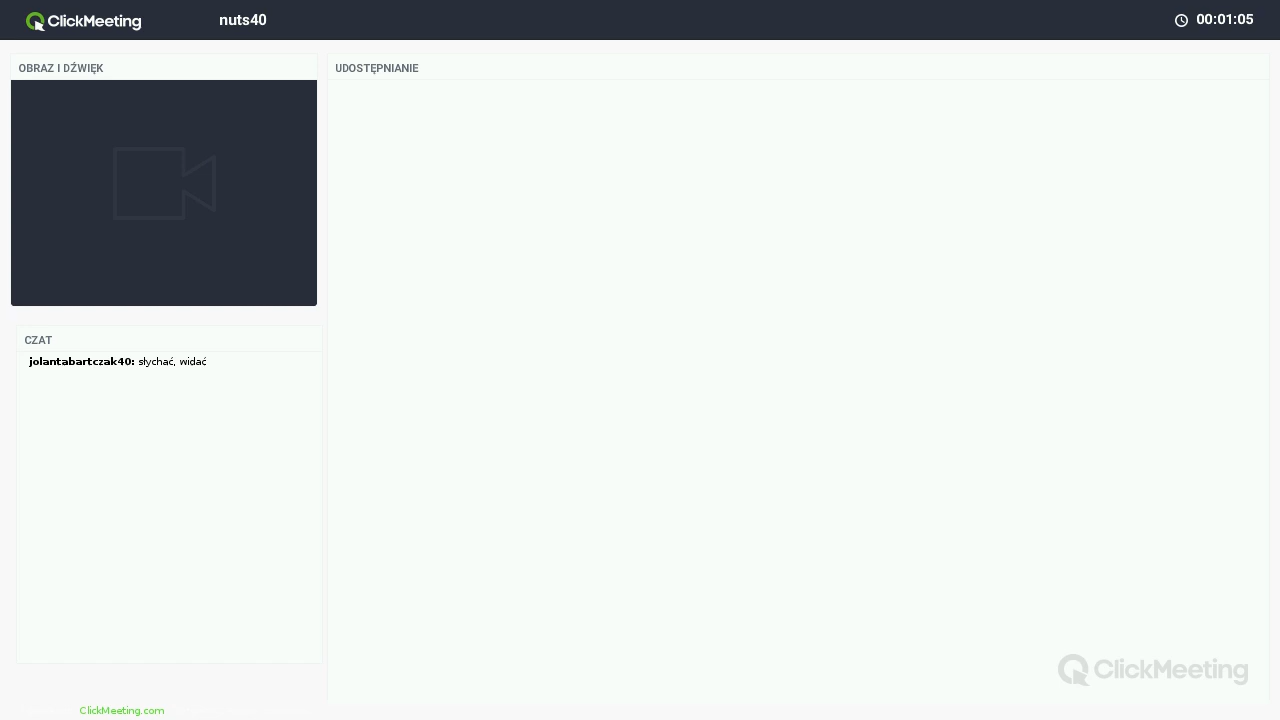 ClickMeeting
nuts40
00:01:05
OBRAZ I DŹWIĘK
UDOSTĘPNIANIE
CZAT
jolantabartczak40: słychać, widać
ClickMeeting
ClickMeeting.com